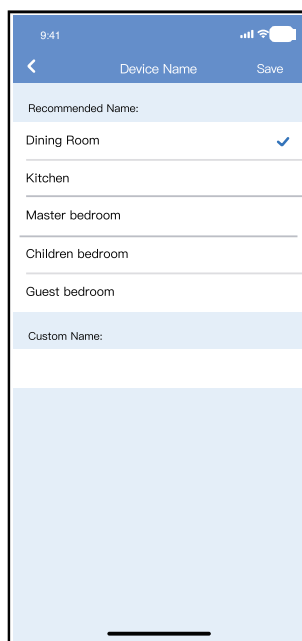 9:41
Device Name Save
Recommended Name:
Dining Room
Kitchen
Master bedroom
Children bedroom
Guest bedroom
Custom Name: